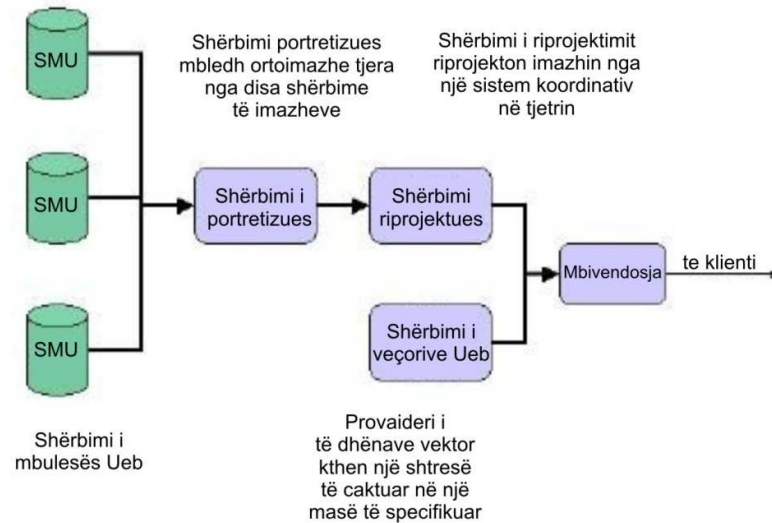 Shërbimi portretizues
mbledh ortoimazhe tjera
nga disa shërbime
të imazheve
Shërbimi i riprojektimit
riprojekton imazhin nga
një sistem koordinativ
në tjetrin
SMU
SMU
SMU
Shërbimi i
mbulesës Ueb
Shërbimi i
portretizues
Shërbimi
riprojektues
Shërbimi i
veçorive Ueb
Mbivendosja
te klienti
Provaideri i
të dhënave vektor
kthen një shtresë
të caktuar në një
masë të specifikuar